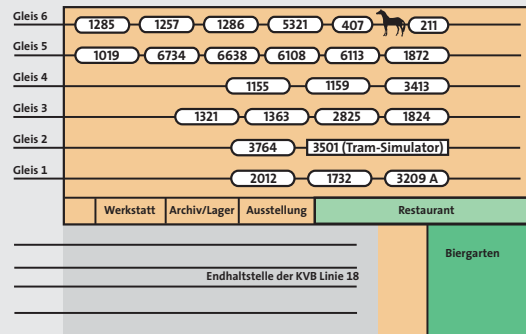 Gleis 6 1285 1257 1286 5321 407 211
Gleis 5 1019 6734 6638 6108 6113 1872
Gleis 4 1155 1159 3413
Gleis 3 1321 1363 2825 1824
Gleis 2 3764 3501 (Tram-Simulator)
Gleis 1 2012 1732 3209 A
Werkstatt Archiv/Lager Ausstellung Restaurant
Biergarten
Endhaltstelle der KVB Linie 18